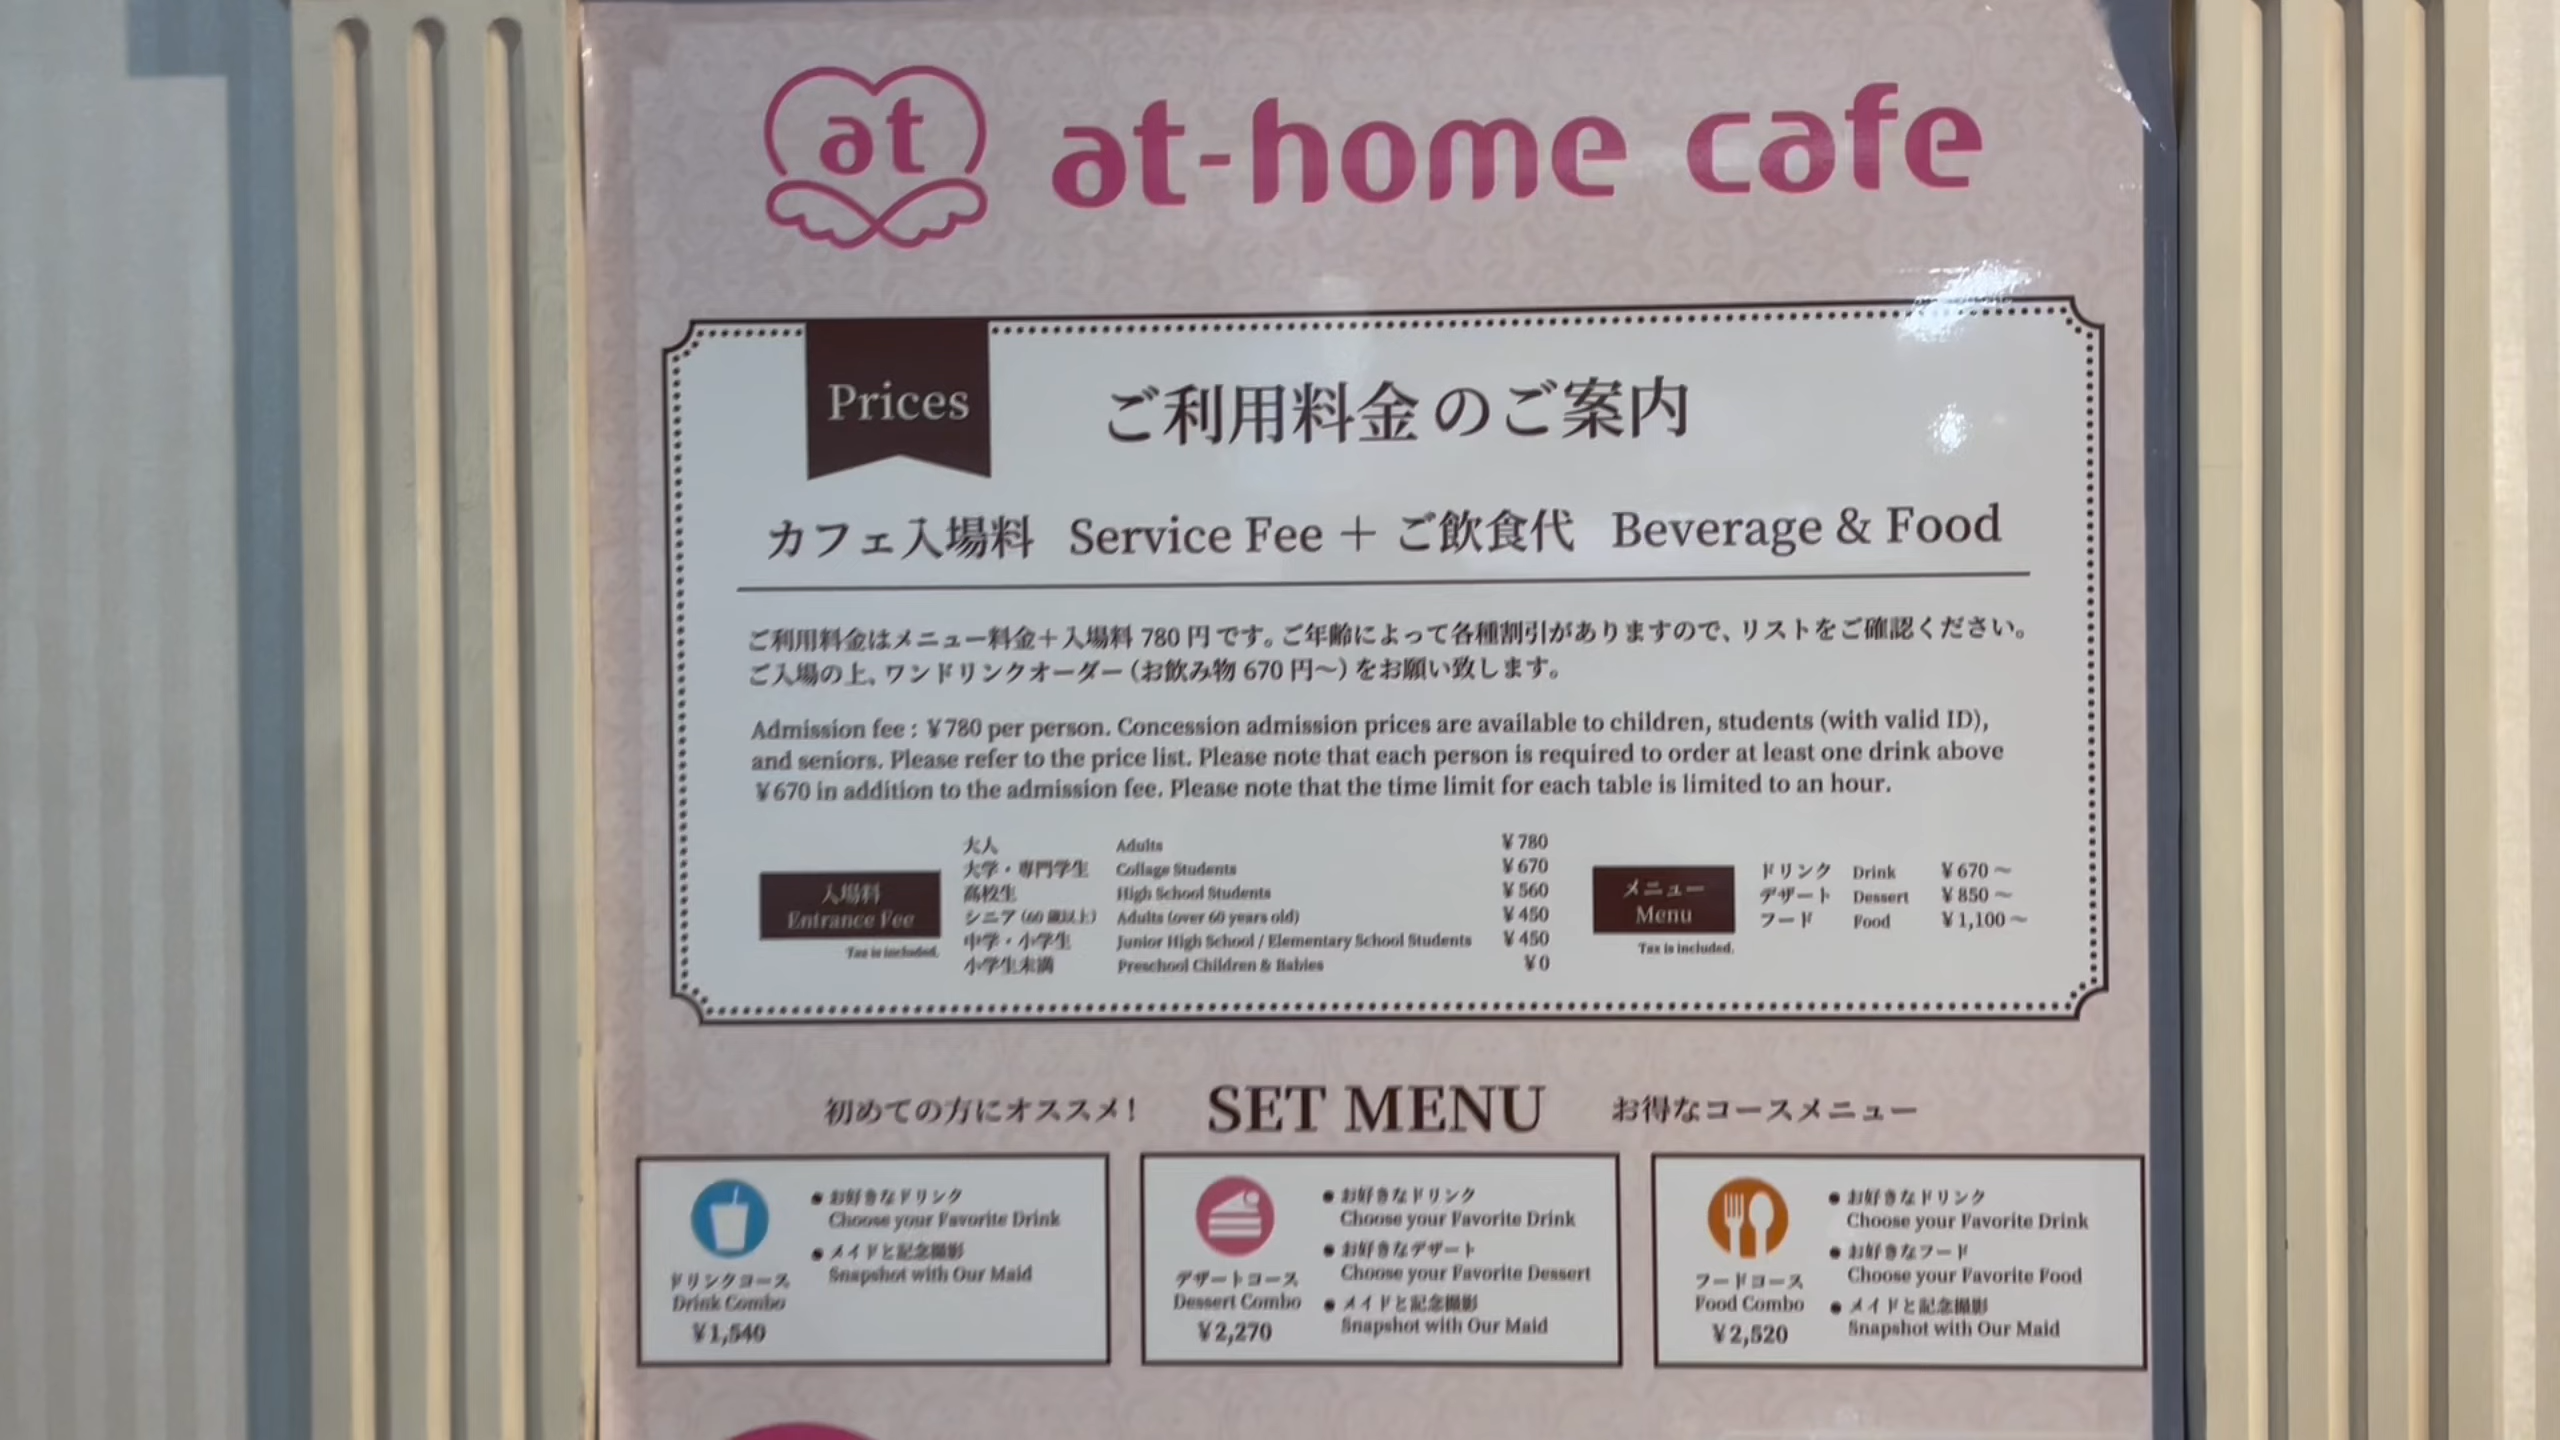 at at-home cafe
Prices
ご利用料金のご案内
カフェ入場料 Service Fee + ご飲食代 Beverage & Food
ご利用料金はメニュー料金+入場料 780 円です。ご年齢によって各種割引がありますので、リストをご確認ください。
ご入場の上、ワンドリンクオーダー(お飲み物 670 円〜)をお願い致します。
Admission fee : ¥780 per person. Concession admission prices are available to children, students (with valid ID),
and seniors. Please refer to the price list. Please note that each person is required to order at least one drink above
¥670 in addition to the admission fee. Please note that the time limit for each table is limited to an hour.
入場料
Entrance Fee
Tax is included.
大人 Adults ¥780
大学・専門学生 Collage Students ¥670
高校生 High School Students ¥560
シニア (60 歳以上) Adults (over 60 years old) ¥450
中学・小学生 Junior High School / Elementary School Students ¥450
小学生未満 Preschool Children & Babies ¥0
メニュー
Menu
Tax is included.
ドリンク Drink ¥670 〜
デザート Dessert ¥850 〜
フード Food ¥1,100 〜
初めての方にオススメ! SET MENU お得なコースメニュー
ドリンクコース
Drink Combo
¥1,540
● お好きなドリンク
Choose your Favorite Drink
● メイドと記念撮影
Snapshot with Our Maid
デザートコース
Dessert Combo
¥2,270
● お好きなドリンク
Choose your Favorite Drink
● お好きなデザート
Choose your Favorite Dessert
● メイドと記念撮影
Snapshot with Our Maid
フードコース
Food Combo
¥2,520
● お好きなドリンク
Choose your Favorite Drink
● お好きなフード
Choose your Favorite Food
● メイドと記念撮影
Snapshot with Our Maid